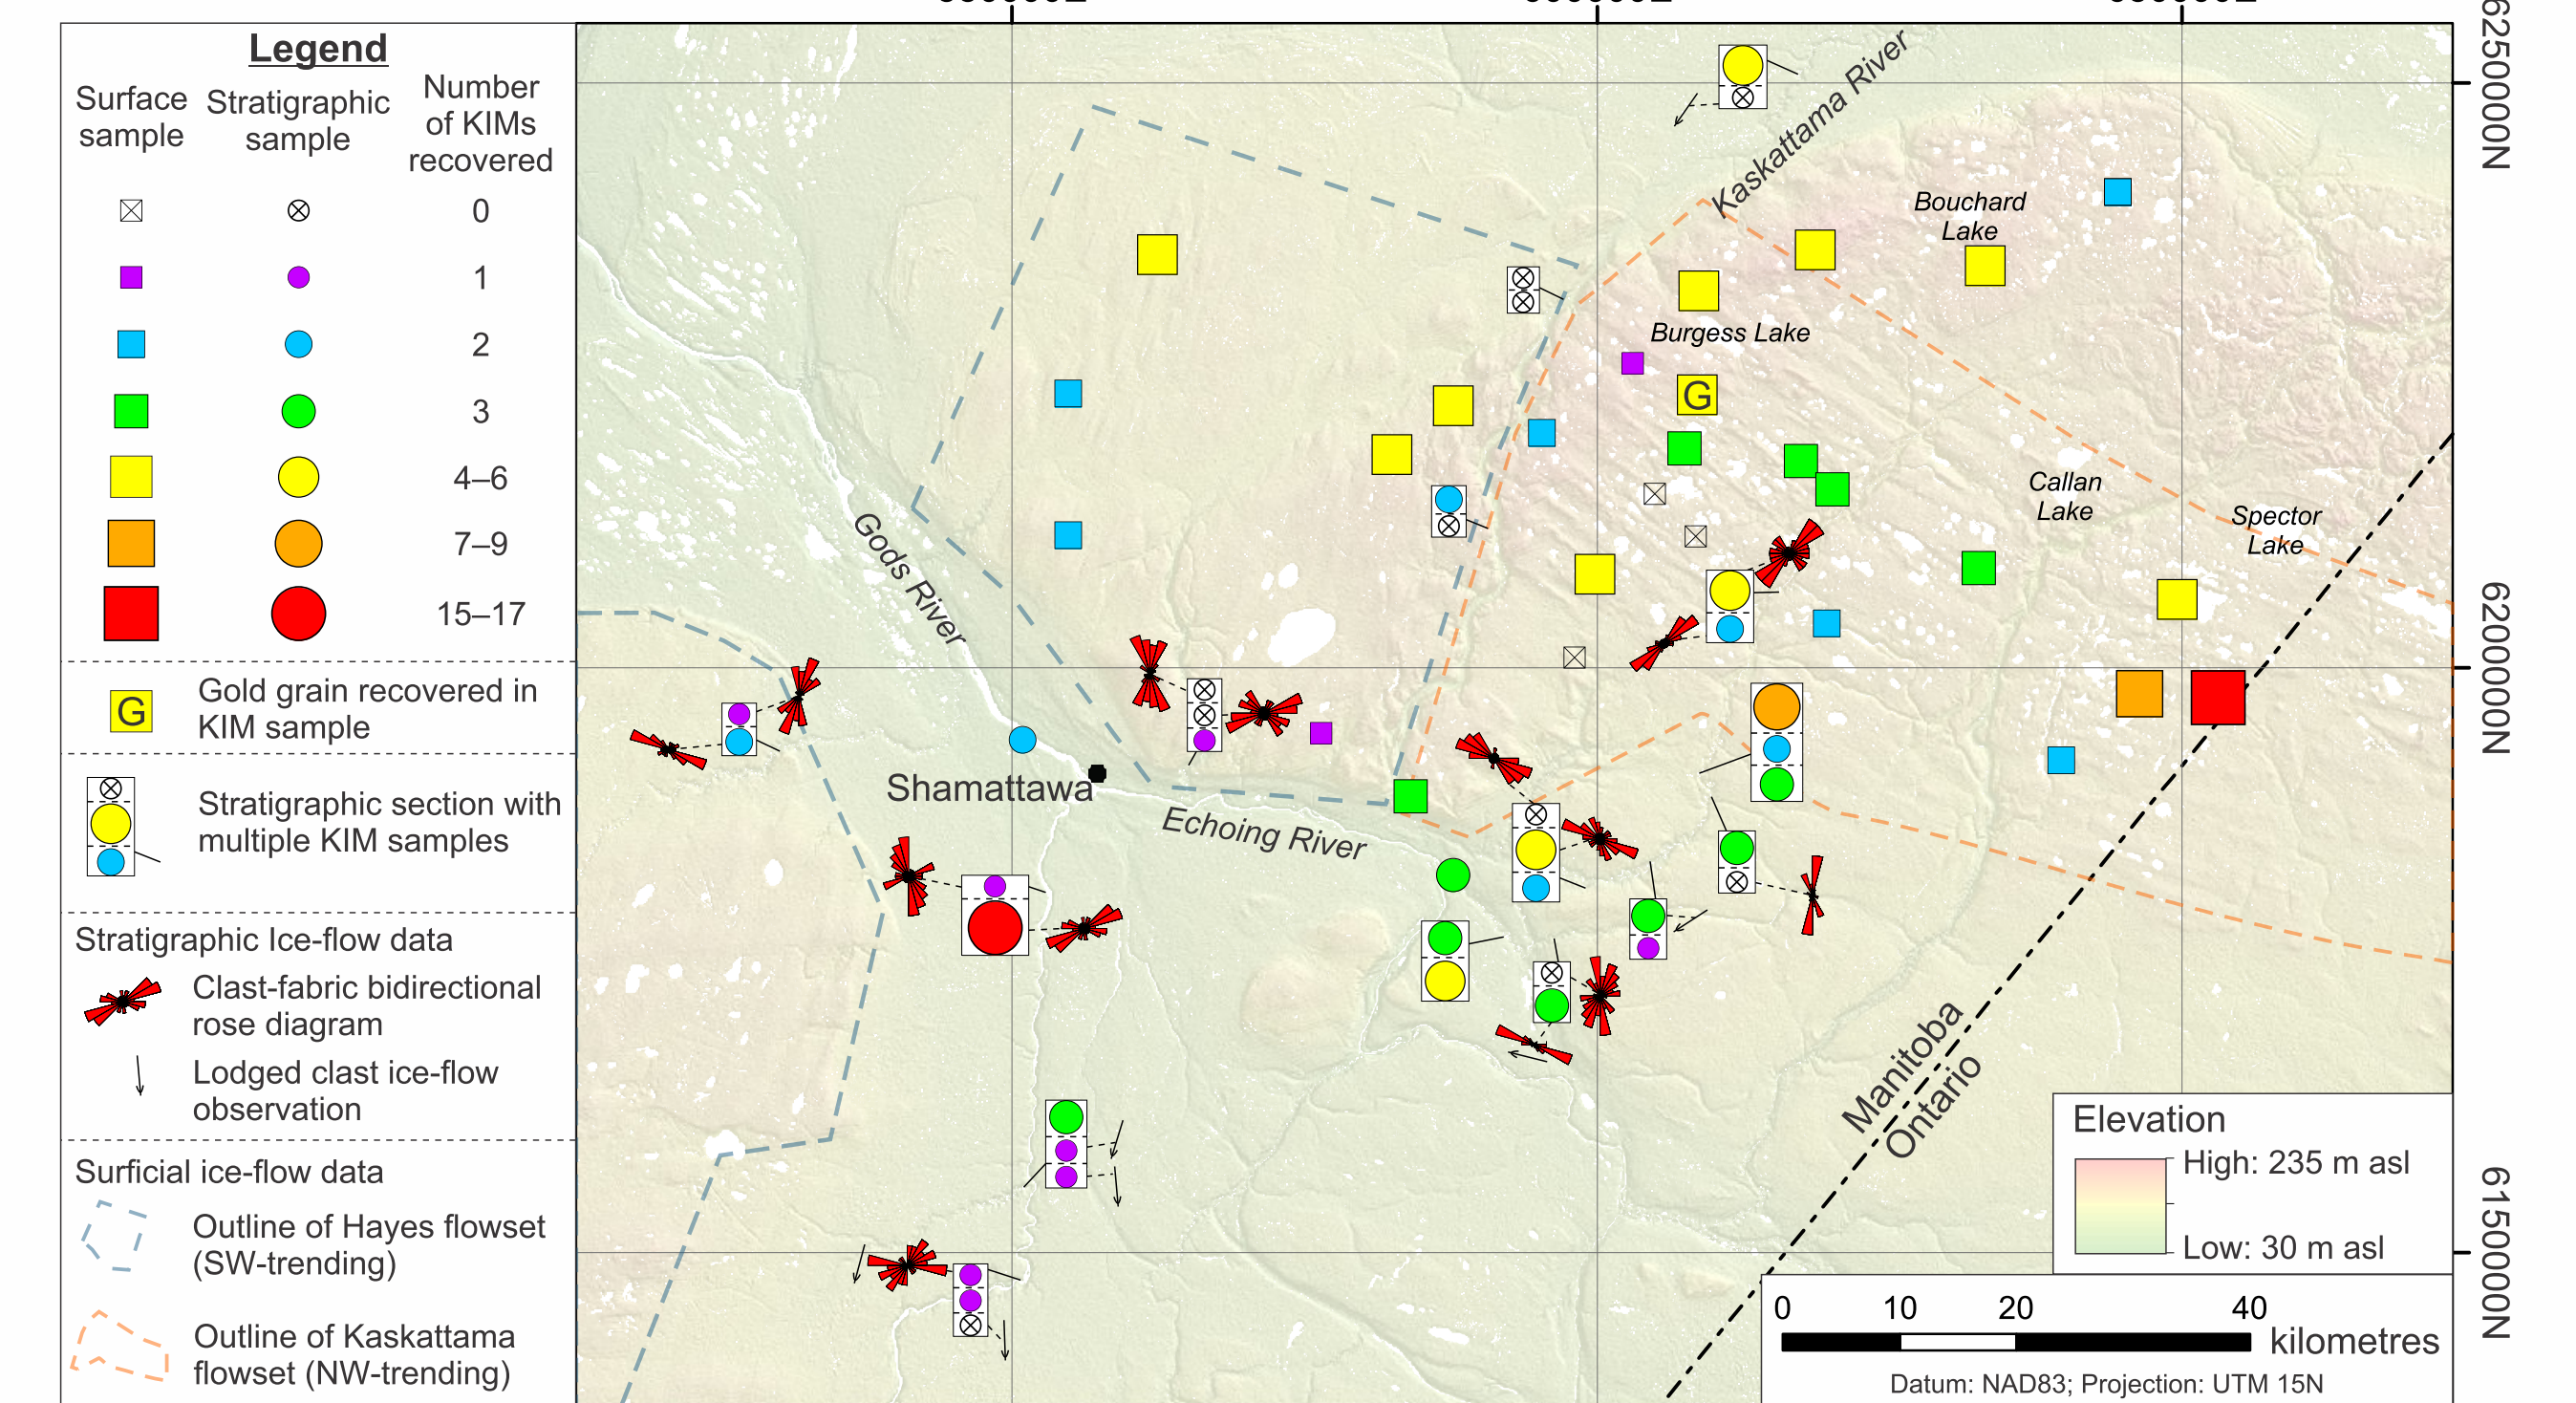 Legend
Surface
sample
Stratigraphic
sample
Number
of KIMs
recovered
0
1
2
3
4–6
7–9
15–17
G
Gold grain recovered in
KIM sample
Stratigraphic section with
multiple KIM samples
Stratigraphic Ice-flow data
Clast-fabric bidirectional
rose diagram
Lodged clast ice-flow
observation
Surficial ice-flow data
Outline of Hayes flowset
(SW-trending)
Outline of Kaskattama
flowset (NW-trending)
Kaskattama River
Bouchard
Lake
Burgess Lake
G
Callan
Lake
Spector
Lake
Gods River
Shamattawa
Echoing River
Manitoba
Ontario
6250000N
6200000N
6150000N
Elevation
High: 235 m asl
Low: 30 m asl
0 10 20 40
kilometres
Datum: NAD83; Projection: UTM 15N